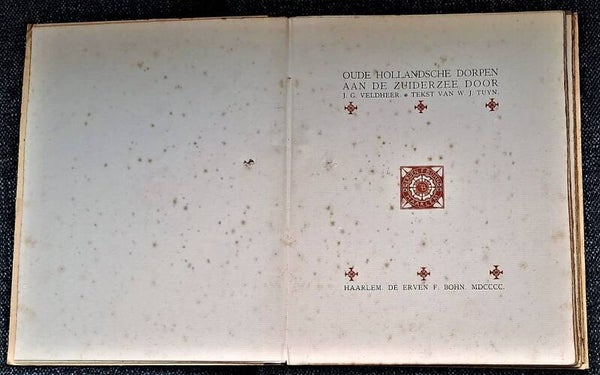 OUDE HOLLANDSCHE DORPEN
AAN DE ZUIDERZEE DOOR
J. G. VELDHEER. TEKST VAN W. J. TUYN.
HAARLEM. DE ERVEN F. BOHN. MDCCCC.